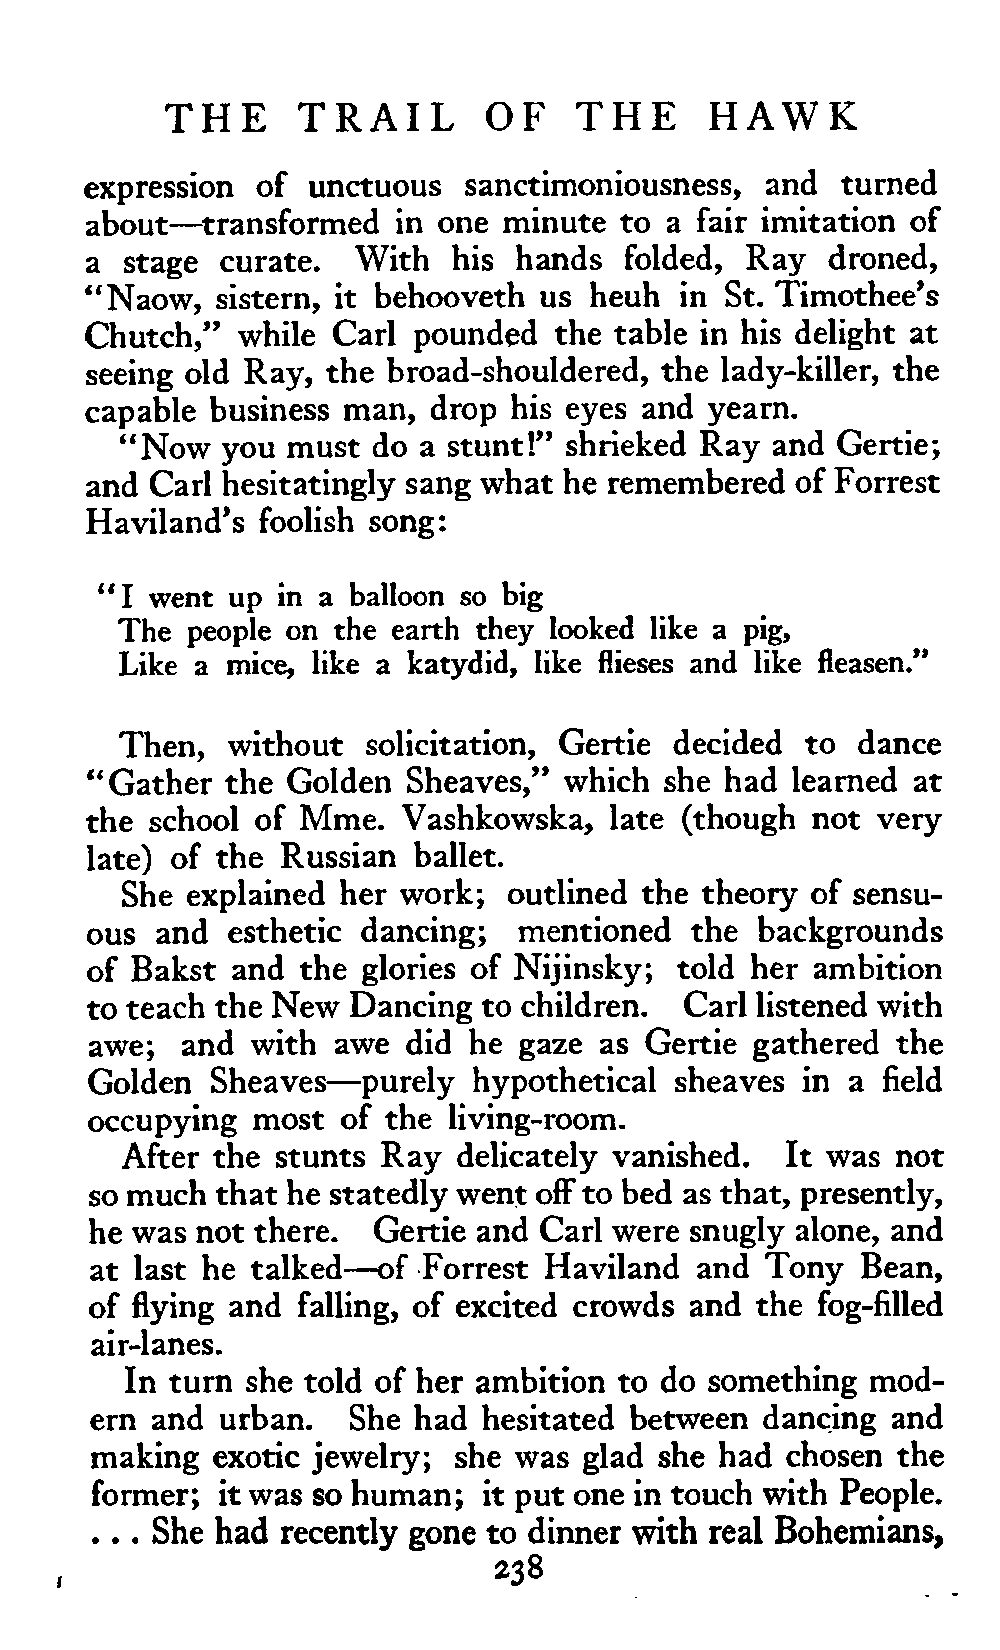 THE TRAIL OF THE HAWK
expression of unctuous sanctimoniousness, and turned
about—transformed in one minute to a fair imitation of
a stage curate. With his hands folded, Ray droned,
“Naow, sistern, it behooveth us heuh in St. Timothee’s
Chutch,” while Carl pounded the table in his delight at
seeing old Ray, the broad-shouldered, the lady-killer, the
capable business man, drop his eyes and yearn.
“Now you must do a stunt!” shrieked Ray and Gertie;
and Carl hesitatingly sang what he remembered of Forrest
Haviland’s foolish song:
“I went up in a balloon so big
The people on the earth they looked like a pig,
Like a mice, like a katydid, like flieses and like fleasen.”
Then, without solicitation, Gertie decided to dance
“Gather the Golden Sheaves,” which she had learned at
the school of Mme. Vashkowska, late (though not very
late) of the Russian ballet.
She explained her work; outlined the theory of sensu-
ous and esthetic dancing; mentioned the backgrounds
of Bakst and the glories of Nijinsky; told her ambition
to teach the New Dancing to children. Carl listened with
awe; and with awe did he gaze as Gertie gathered the
Golden Sheaves—purely hypothetical sheaves in a field
occupying most of the living-room.
After the stunts Ray delicately vanished. It was not
so much that he statedly went off to bed as that, presently,
he was not there. Gertie and Carl were snugly alone, and
at last he talked—of Forrest Haviland and Tony Bean,
of flying and falling, of excited crowds and the fog-filled
air-lanes.
In turn she told of her ambition to do something mod-
ern and urban. She had hesitated between dancing and
making exotic jewelry; she was glad she had chosen the
former; it was so human; it put one in touch with People.
. . . She had recently gone to dinner with real Bohemians,
238